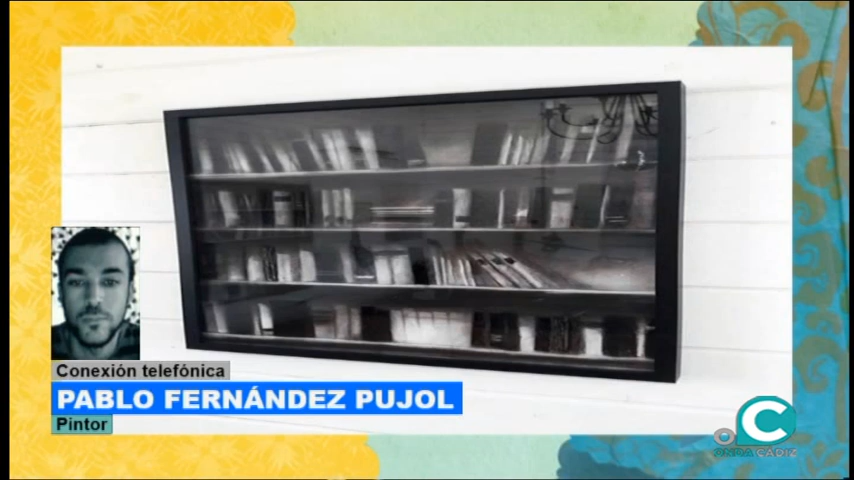 Conexión telefónica
PABLO FERNÁNDEZ PUJOL
Pintor
ONDA CÁDIZ